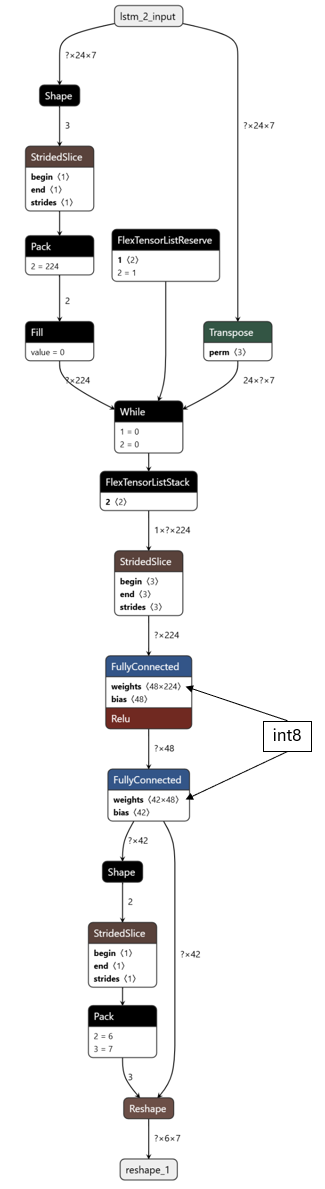 lstm_2_input
?×24×7
Shape
?×24×7
3
StridedSlice
begin ⟨1⟩
end ⟨1⟩
strides ⟨1⟩
Pack
2 = 224
FlexTensorListReserve
1 ⟨2⟩
2 = 1
2
Fill
value = 0
Transpose
perm ⟨3⟩
?×224
24×?×7
While
1 = 0
2 = 0
FlexTensorListStack
2 ⟨2⟩
1×?×224
StridedSlice
begin ⟨3⟩
end ⟨3⟩
strides ⟨3⟩
?×224
FullyConnected
weights ⟨48×224⟩
bias ⟨48⟩
Relu
int8
?×48
FullyConnected
weights ⟨42×48⟩
bias ⟨42⟩
?×42
Shape
2
StridedSlice
begin ⟨1⟩
end ⟨1⟩
strides ⟨1⟩
?×42
Pack
2 = 6
3 = 7
3
Reshape
?×6×7
reshape_1